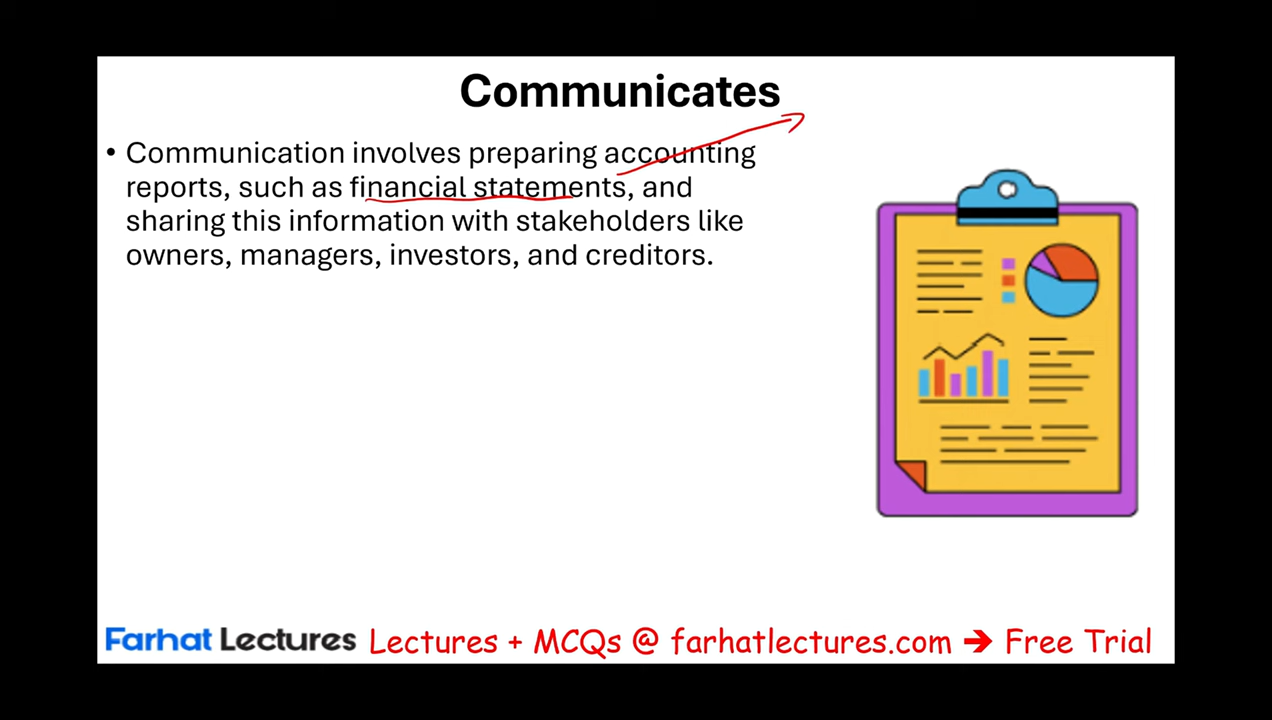 Communicates
• Communication involves preparing accounting
reports, such as financial statements, and
sharing this information with stakeholders like
owners, managers, investors, and creditors.
Farhat Lectures Lectures + MCQs @ farhatlectures.com → Free Trial